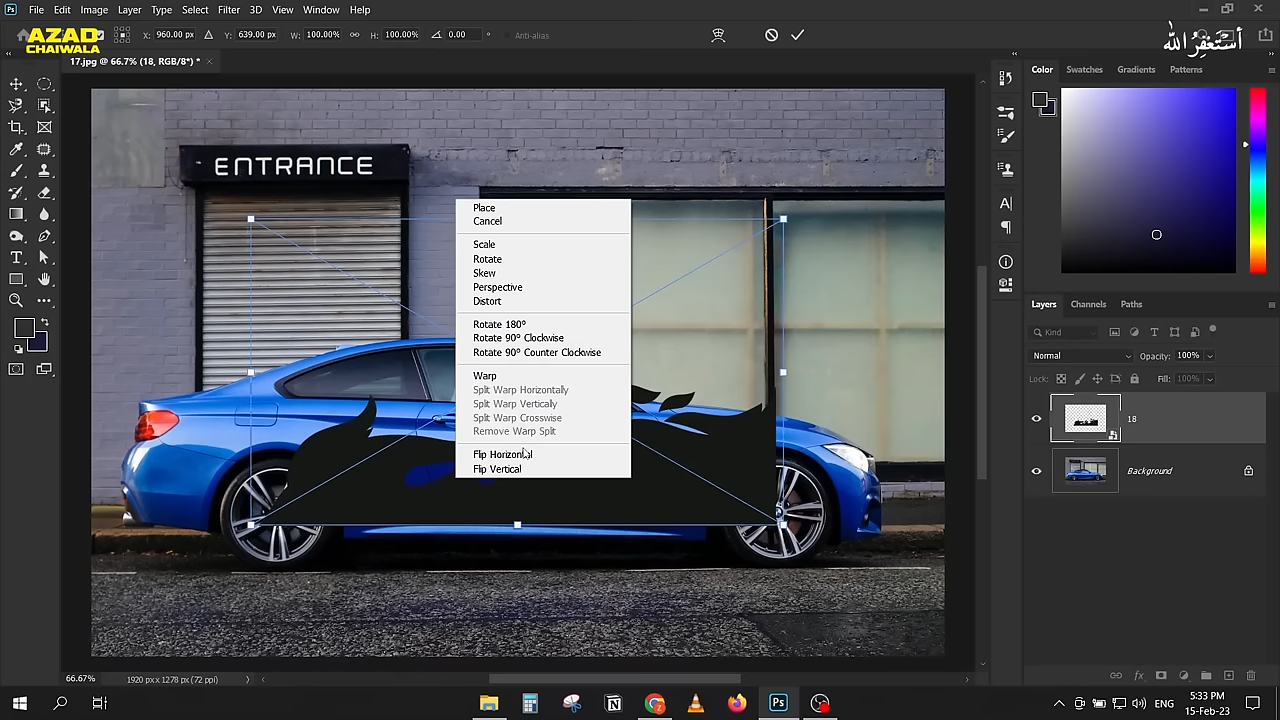 Ps File Edit Image Layer Type Select Filter 3D View Window Help
AZAD
CHAIWALA
X: 960.00 px Y: 639.00 px W: 100.00% H: 100.00% 0.00 ° Anti-alias
أستغفر الله
17.jpg @ 66.7% (18, RGB/8*) *
Color Swatches Gradients Patterns
ENTRANCE
Place
Cancel
Scale
Rotate
Skew
Perspective
Distort
Rotate 180°
Rotate 90° Clockwise
Rotate 90° Counter Clockwise
Warp
Split Warp Horizontally
Split Warp Vertically
Split Warp Crosswise
Remove Warp Split
Flip Horizontal
Flip Vertical
Layers Channels Paths
Kind
Normal Opacity: 100%
Lock: Fill: 100%
18
Background
66.67% 1920 px x 1278 px (72 ppi)
Ps ENG 5:33 PM
15-Feb-23